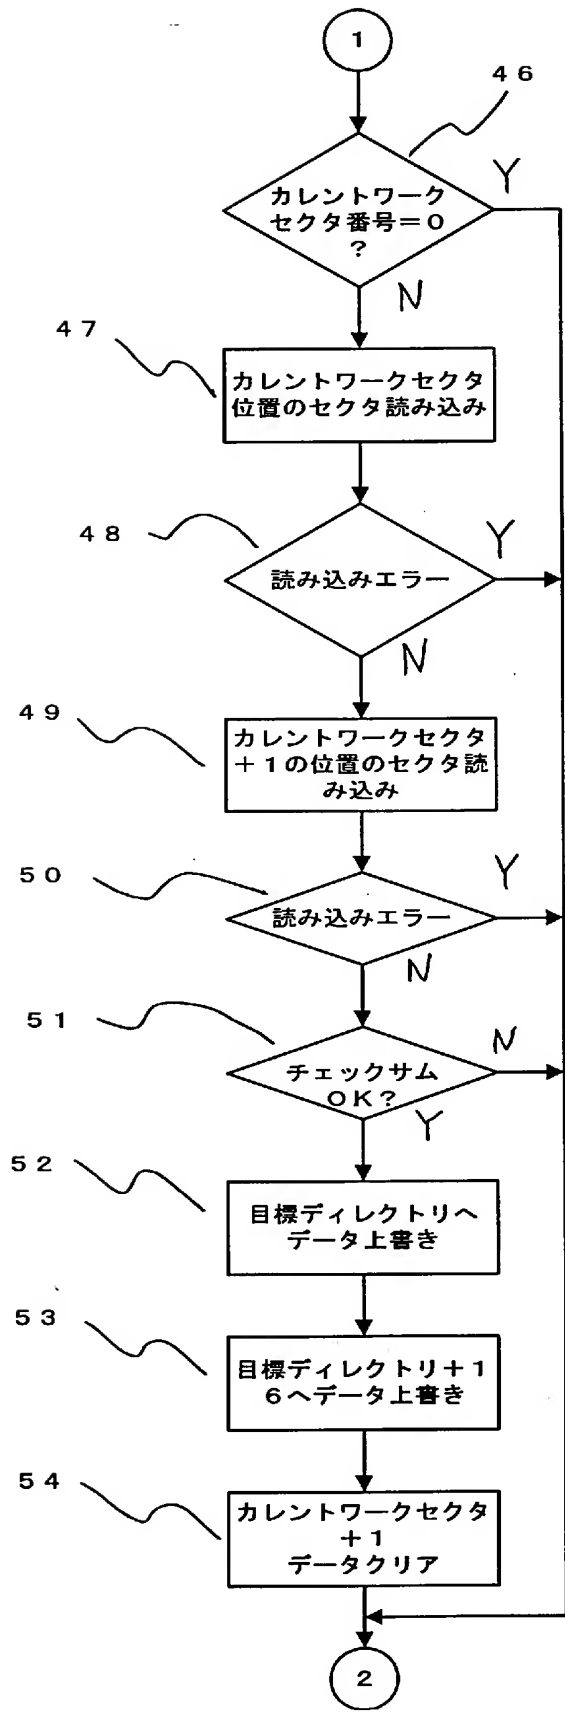 1
46
Y
カレントワーク
セクタ番号=0
?
N
47
カレントワークセクタ
位置のセクタ読み込み
48
Y
読み込みエラー
N
49
カレントワークセクタ
+1の位置のセクタ読
み込み
50
Y
読み込みエラー
N
51
N
チェックサム
OK?
Y
52
目標ディレクトリへ
データ上書き
53
目標ディレクトリ+1
6へデータ上書き
54
カレントワークセクタ
+1
データクリア
2